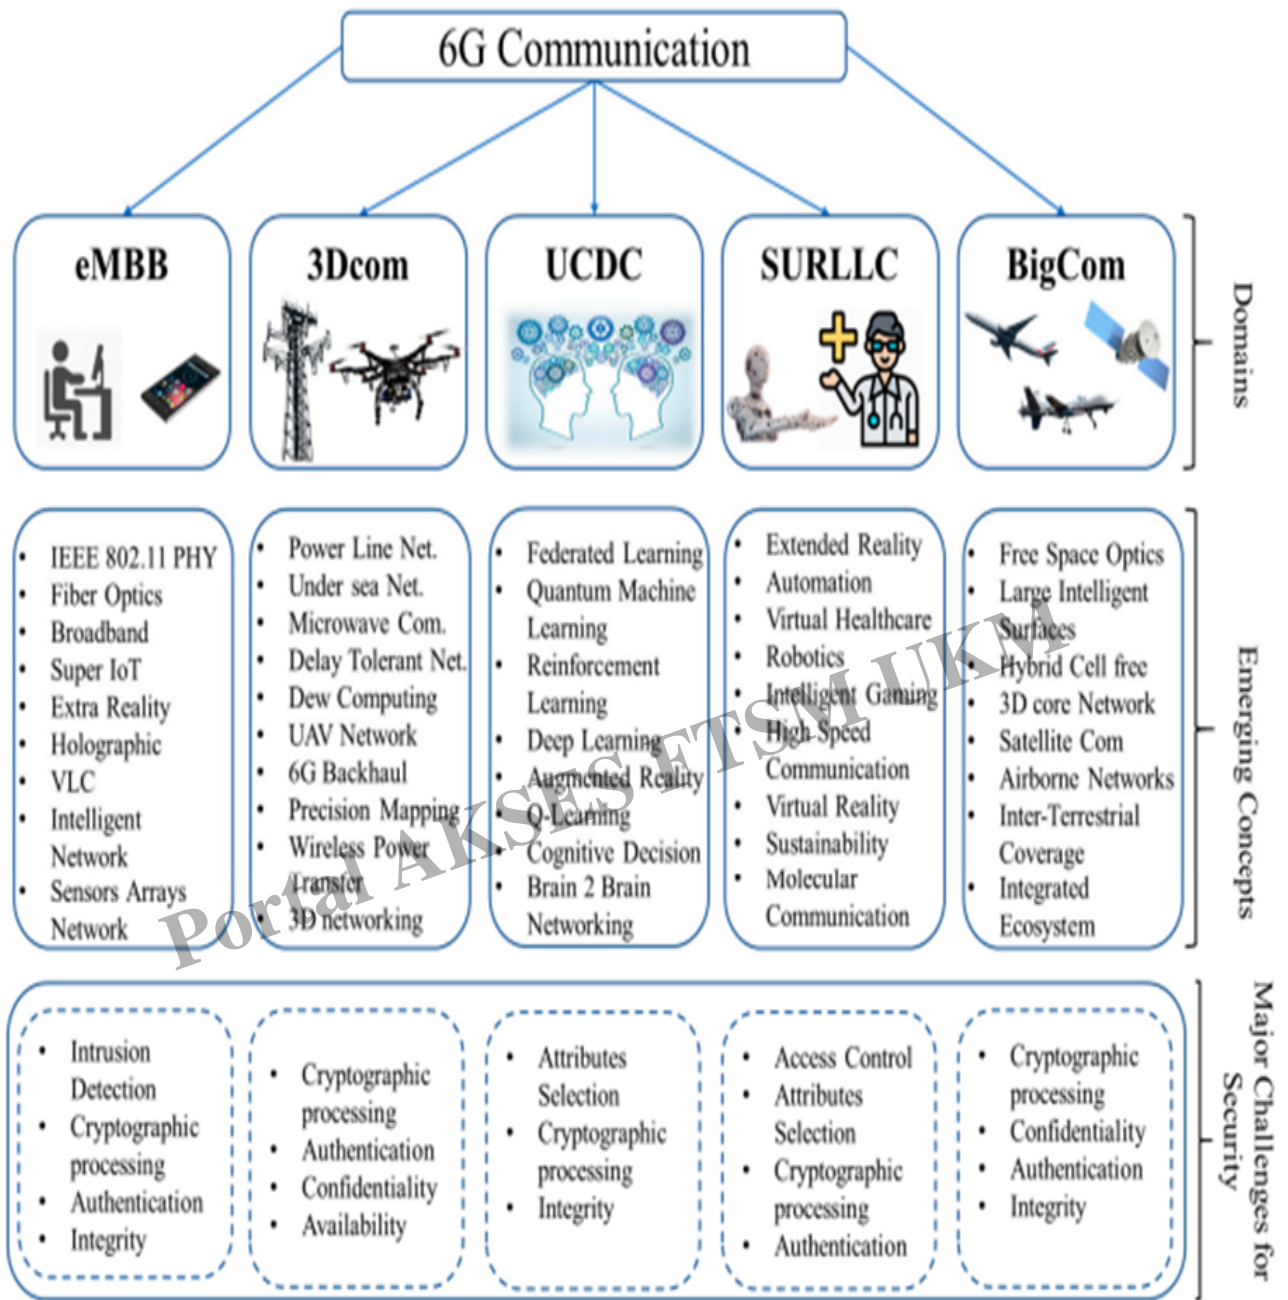 6G Communication
eMBB
3Dcom
UCDC
SURLLC
BigCom
Domains
• IEEE 802.11 PHY
• Fiber Optics
• Broadband
• Super IoT
• Extra Reality
• Holographic
• VLC
• Intelligent
Network
• Sensors Arrays
Network
• Power Line Net.
• Under sea Net.
• Microwave Com.
• Delay Tolerant Net.
• Dew Computing
• UAV Network
• 6G Backhaul
• Precision Mapping
• Wireless Power
Transfer
• 3D networking
• Federated Learning
• Quantum Machine
Learning
• Reinforcement
Learning
• Deep Learning
• Augmented Reality
• Q-Learning
• Cognitive Decision
• Brain 2 Brain
Networking
• Extended Reality
• Automation
• Virtual Healthcare
• Robotics
• Intelligent Gaming
• High Speed
Communication
• Virtual Reality
• Sustainability
• Molecular
Communication
• Free Space Optics
• Large Intelligent
Surfaces
• Hybrid Cell free
• 3D core Network
• Satellite Com
• Airborne Networks
• Inter-Terrestrial
Coverage
• Integrated
Ecosystem
Emerging Concepts
Portal AKSES FTSM UKM
• Intrusion
Detection
• Cryptographic
processing
• Authentication
• Integrity
• Cryptographic
processing
• Authentication
• Confidentiality
• Availability
• Attributes
Selection
• Cryptographic
processing
• Integrity
• Access Control
• Attributes
Selection
• Cryptographic
processing
• Authentication
• Cryptographic
processing
• Confidentiality
• Authentication
• Integrity
Major Challenges for
Security